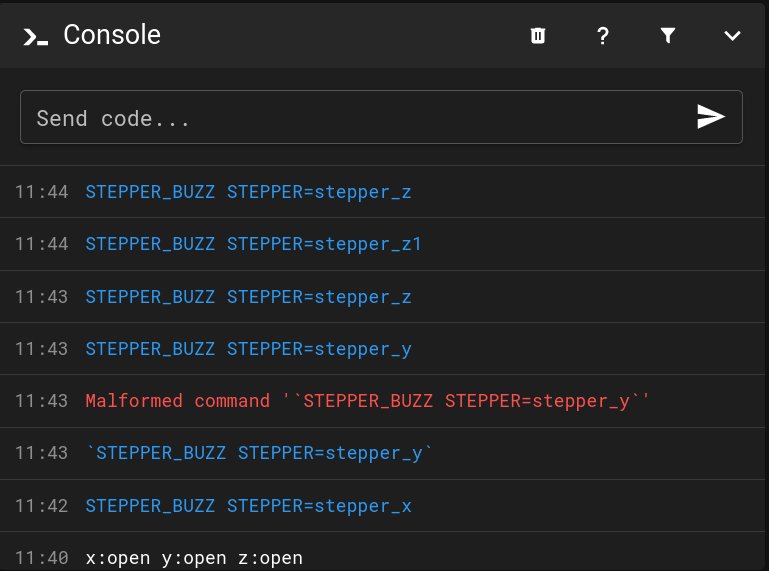 Console
?
Send code...
11:44 STEPPER_BUZZ STEPPER=stepper_z
11:44 STEPPER_BUZZ STEPPER=stepper_z1
11:43 STEPPER_BUZZ STEPPER=stepper_z
11:43 STEPPER_BUZZ STEPPER=stepper_y
11:43 Malformed command '`STEPPER_BUZZ STEPPER=stepper_y`'
11:43 `STEPPER_BUZZ STEPPER=stepper_y`
11:42 STEPPER_BUZZ STEPPER=stepper_x
11:40 x:open y:open z:open